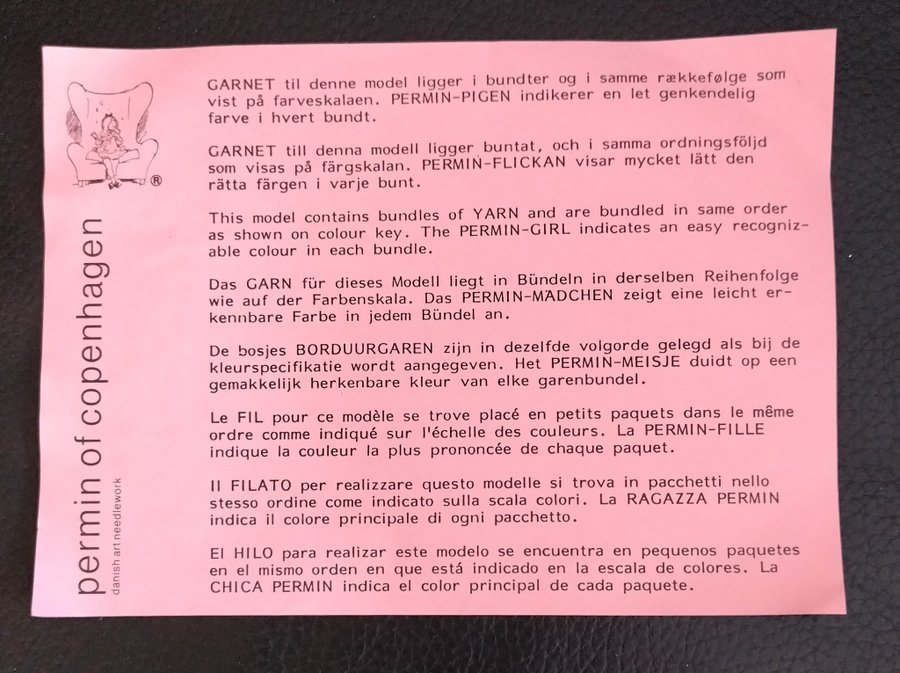 GARNET til denne model ligger i bundter og i samme rækkefølge som
vist på farveskalaen. PERMIN-PIGEN indikerer en let genkendelig
farve i hvert bundt.
GARNET till denna modell ligger buntat, och i samma ordningsföljd
som visas på färgskalan. PERMIN-FLICKAN visar mycket lätt den
rätta färgen i varje bunt.
This model contains bundles of YARN and are bundled in same order
as shown on colour key. The PERMIN-GIRL indicates an easy recogniz-
able colour in each bundle.
Das GARN für dieses Modell liegt in Bündeln in derselben Reihenfolge
wie auf der Farbenskala. Das PERMIN-MÄDCHEN zeigt eine leicht er-
kennbare Farbe in jedem Bündel an.
De bosjes BORDUURGAREN zijn in dezelfde volgorde gelegd als bij de
kleurspecifikatie wordt aangegeven. Het PERMIN-MEISJE duidt op een
gemakkelijk herkenbare kleur van elke garenbundel.
Le FIL pour ce modèle se trove placé en petits paquets dans le même
ordre comme indiqué sur l'échelle des couleurs. La PERMIN-FILLE
indique la couleur la plus prononcée de chaque paquet.
Il FILATO per realizzare questo modelle si trova in pacchetti nello
stesso ordine come indicato sulla scala colori. La RAGAZZA PERMIN
indica il colore principale di ogni pacchetto.
El HILO para realizar este modelo se encuentra en pequenos paquetes
en el mismo orden en que está indicado en la escala de colores. La
CHICA PERMIN indica el color principal de cada paquete.
®
permin of copenhagen
danish art needlework